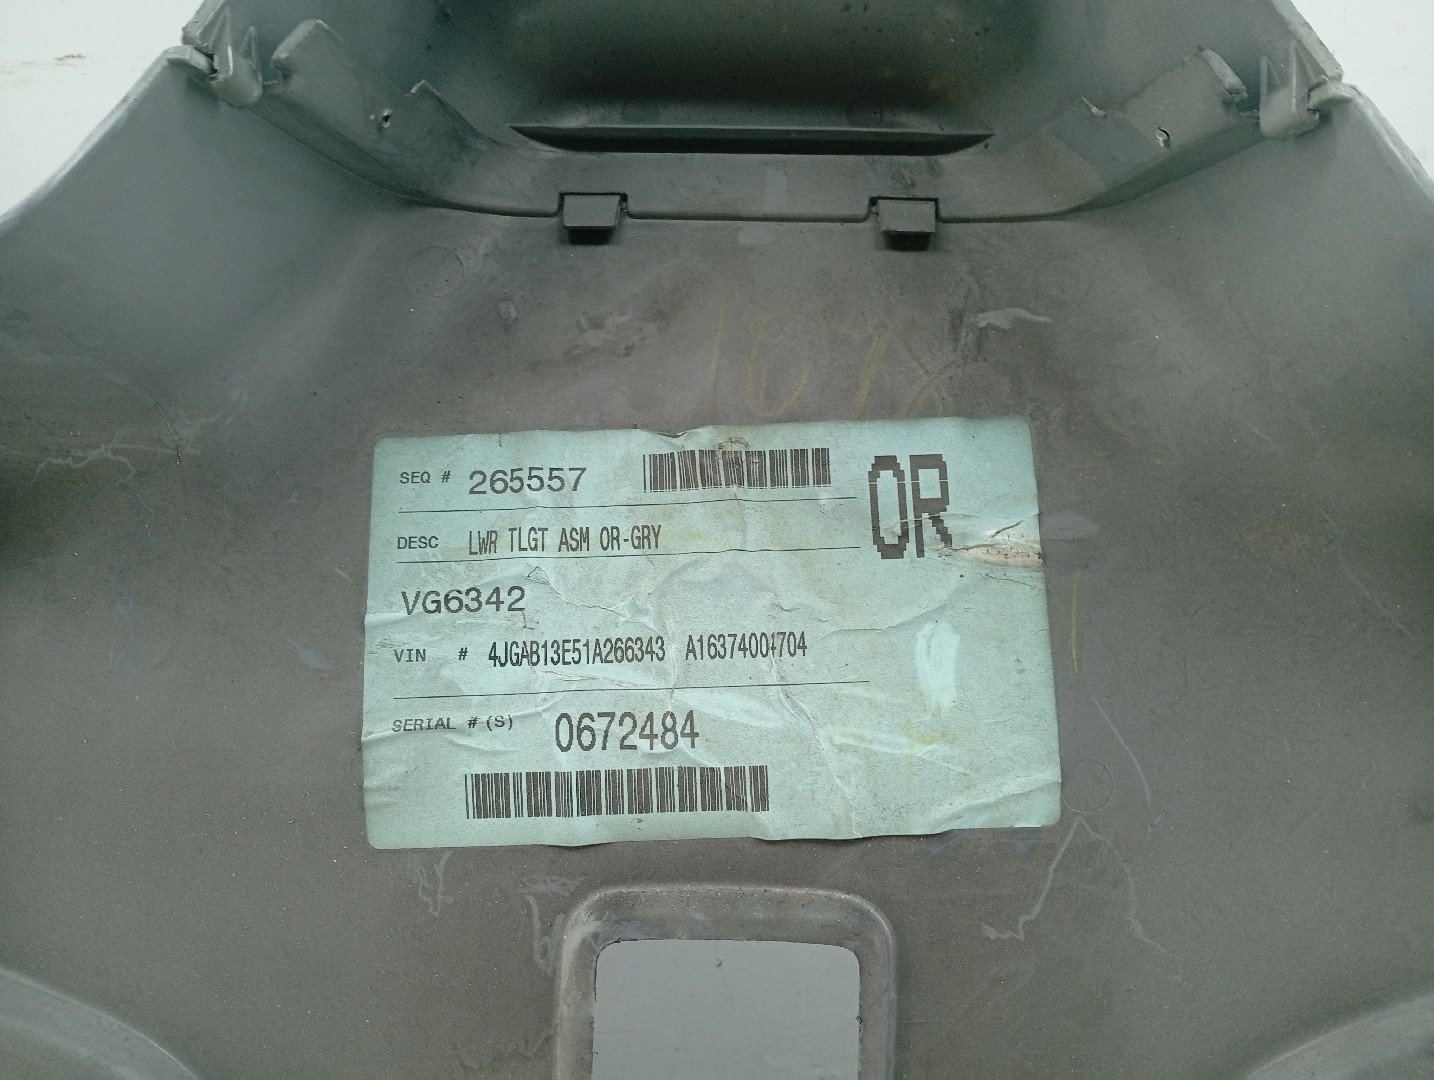 SEQ # 265557
OR
DESC LWR TLGT ASM OR-GRY
VG6342
VIN # 4JGAB13E51A266343 A16374004704
SERIAL #(S) 0672484